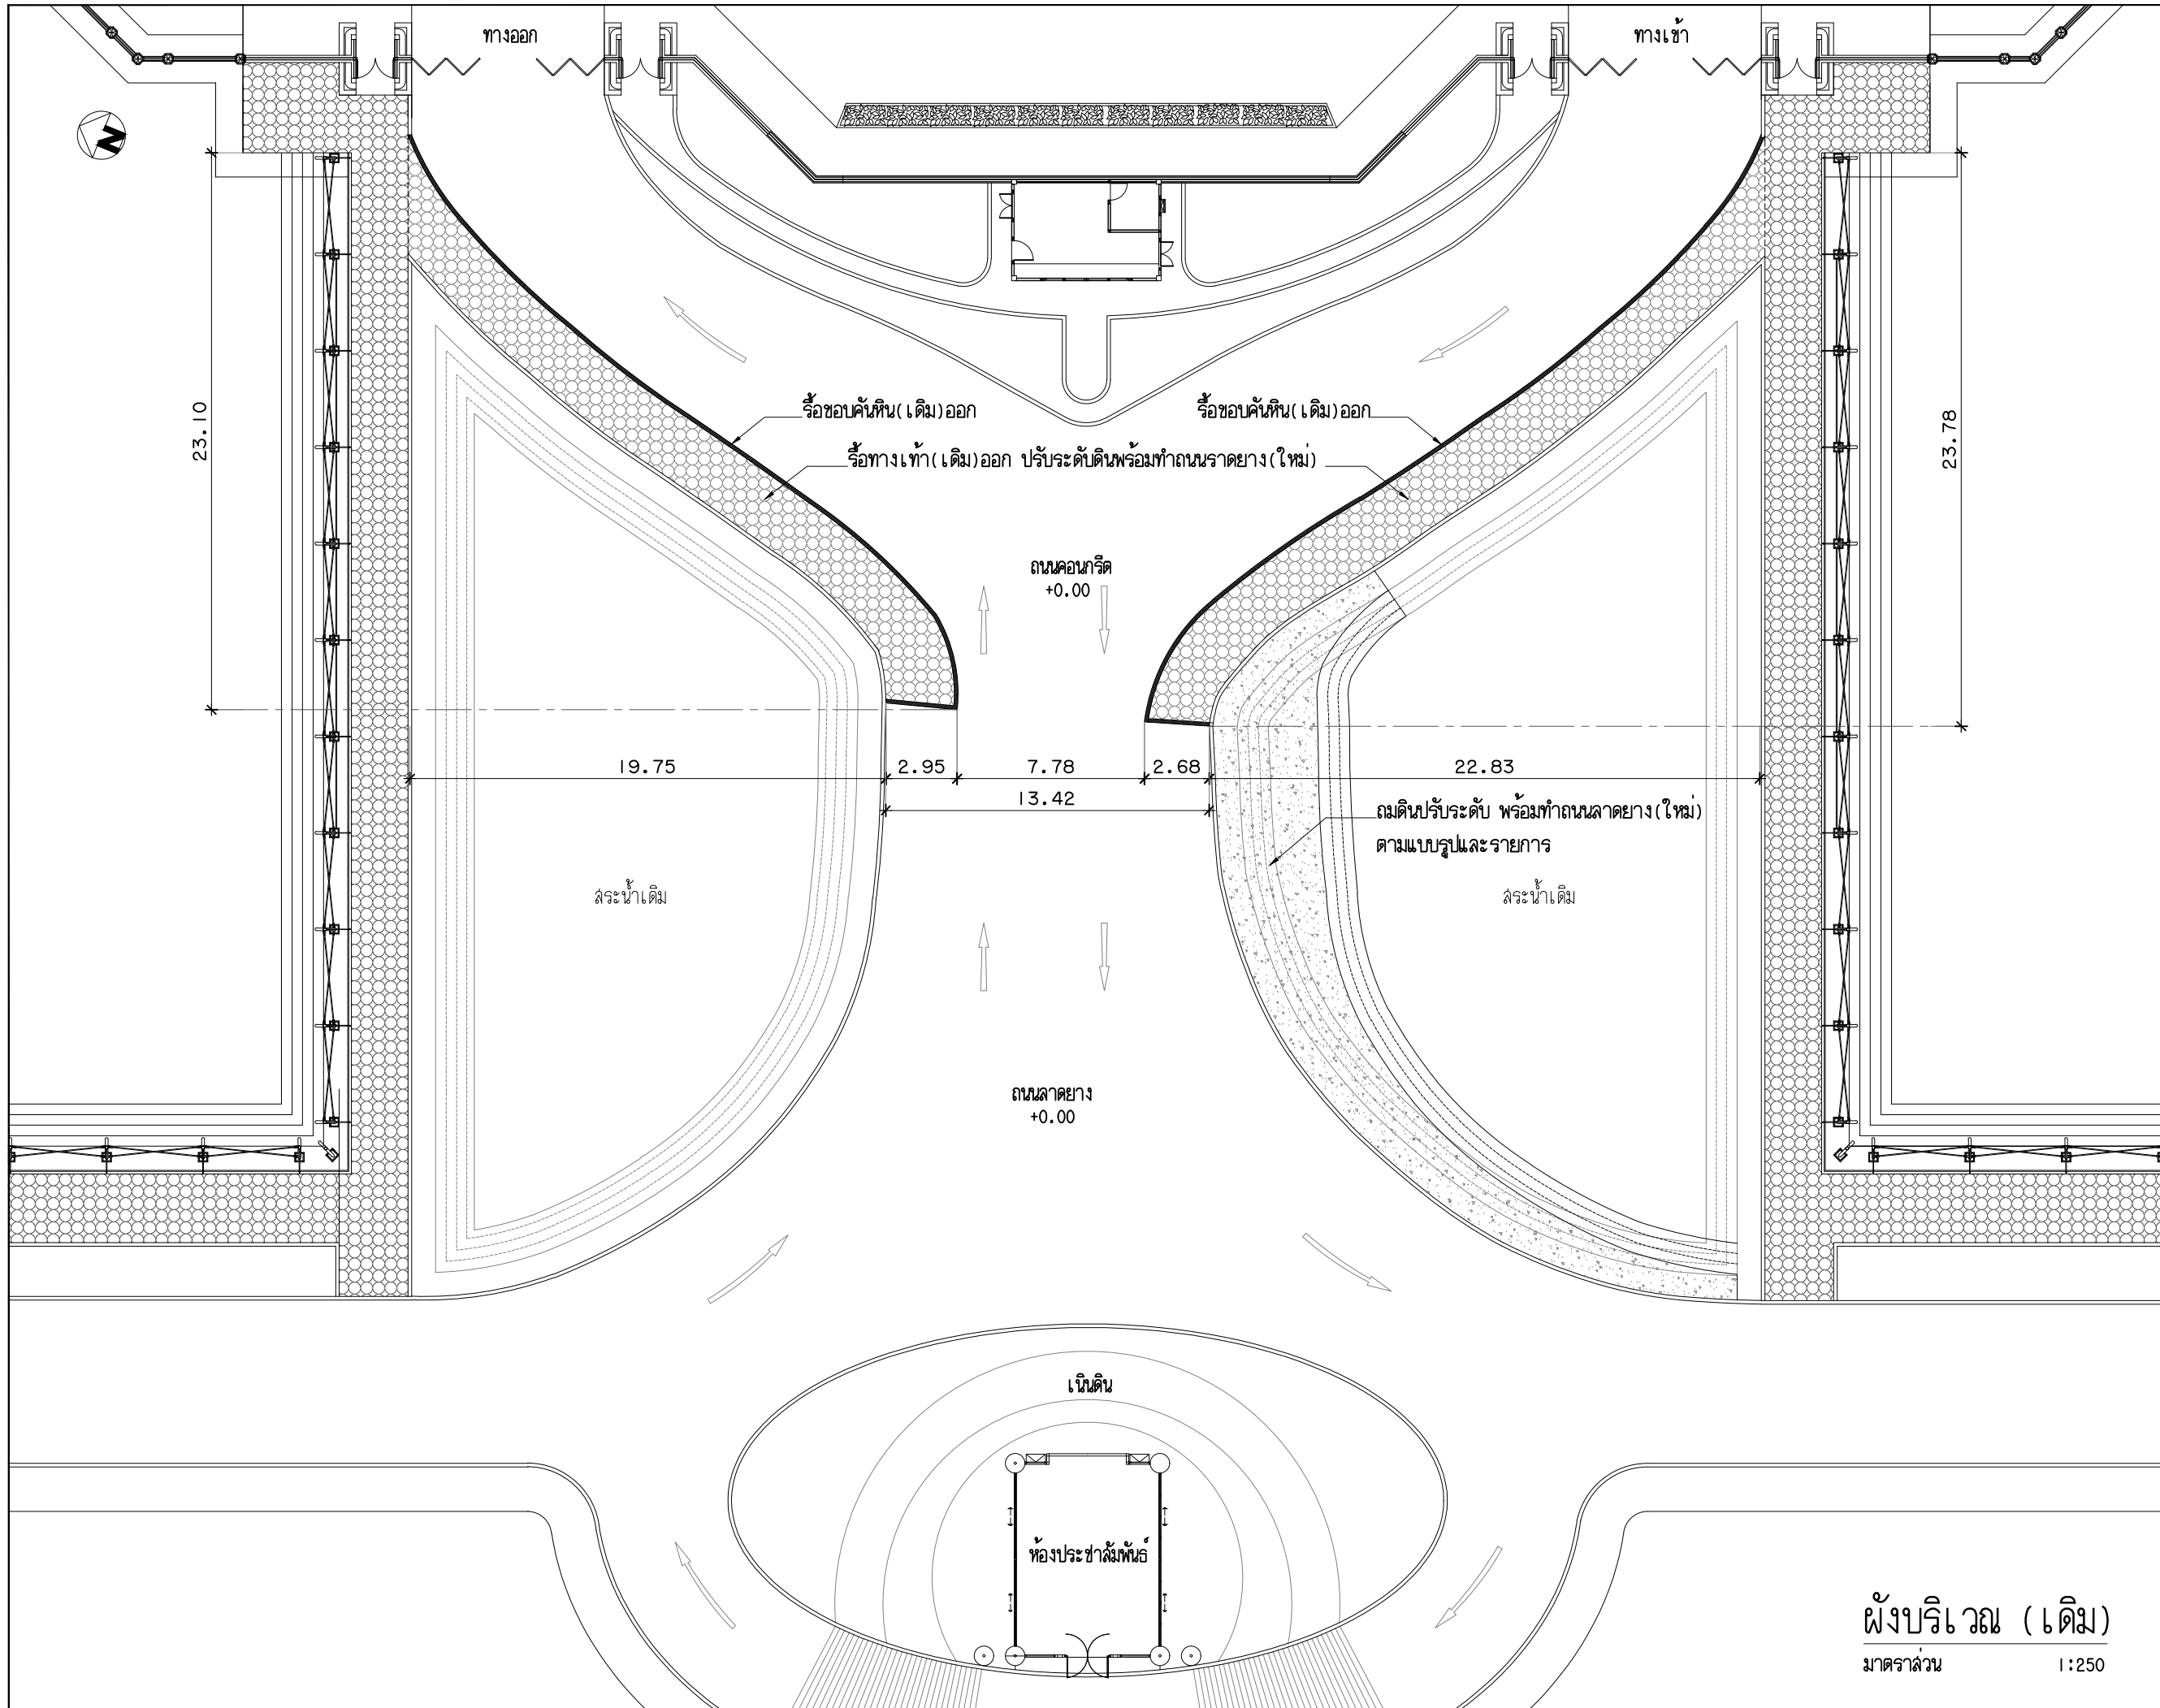 ทางออก
ทางเข้า
N
23.10
23.78
รื้อขอบคันหิน(เดิม)ออก
รื้อขอบคันหิน(เดิม)ออก
รื้อทางเท้า(เดิม)ออก ปรับระดับดินพร้อมทำถนนราดยาง(ใหม่)
ถนนคอนกรีต
+0.00
19.75
2.95
7.78
2.68
22.83
13.42
ถมดินปรับระดับ พร้อมทำถนนลาดยาง(ใหม่)
ตามแบบรูปและรายการ
สระน้ำเดิม
สระน้ำเดิม
ถนนลาดยาง
+0.00
เนินดิน
ห้องประชาสัมพันธ์
ผังบริเวณ (เดิม)
มาตราส่วน 1:250